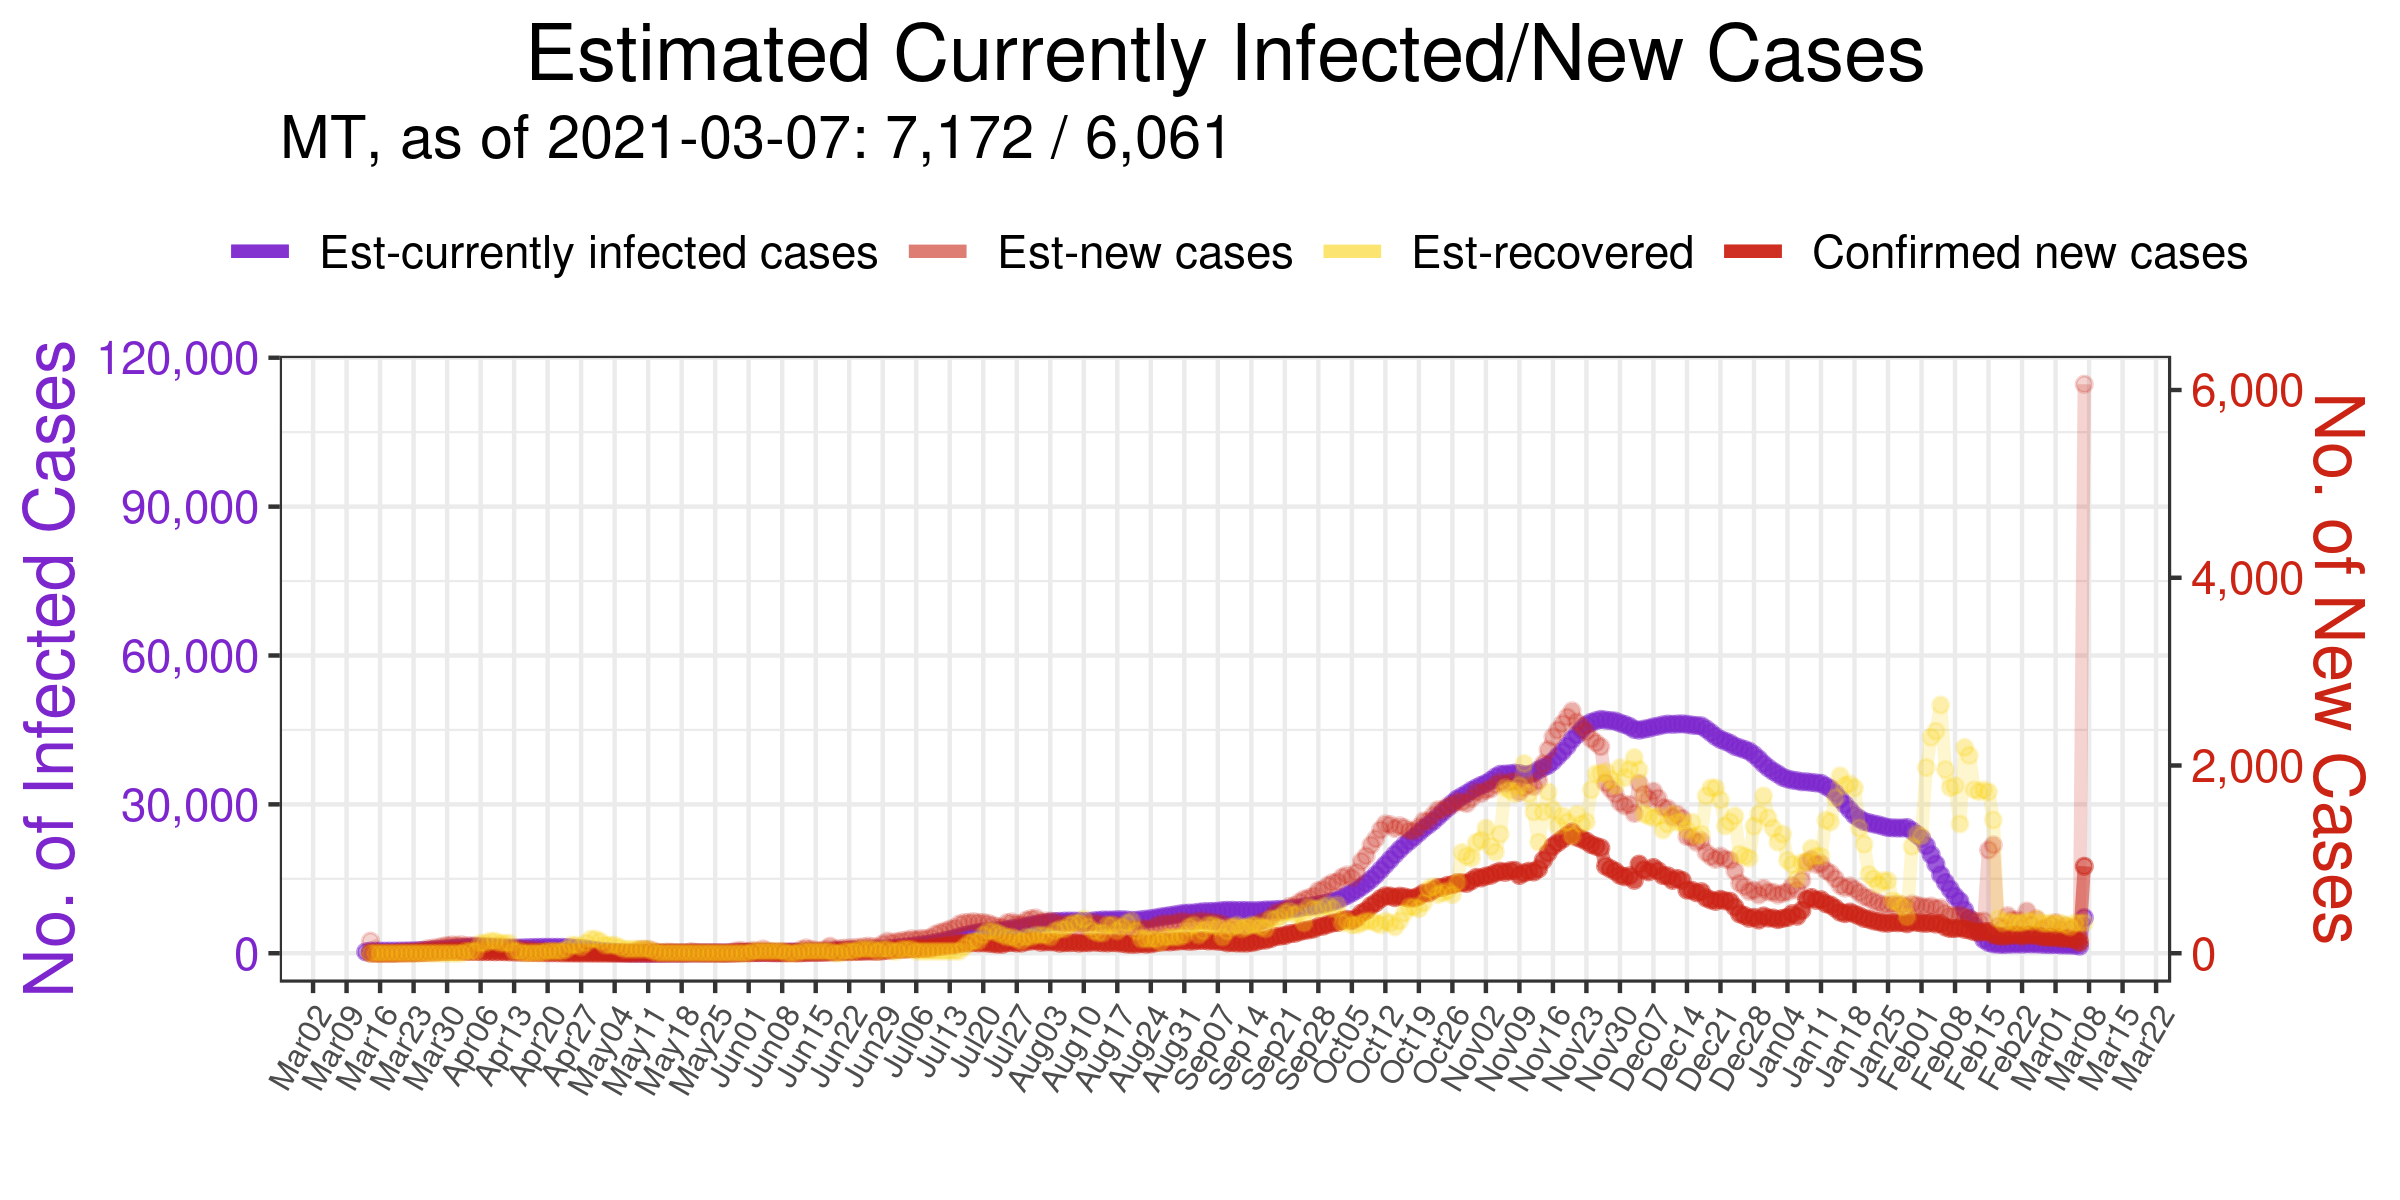 Estimated Currently Infected/New Cases
MT, as of 2021-03-07: 7,172 / 6,061
Est-currently infected cases Est-new cases Est-recovered Confirmed new cases
No. of Infected Cases
120,000
90,000
60,000
30,000
0
6,000
4,000
2,000
0
No. of New Cases
Mar02
Mar09
Mar16
Mar23
Mar30
Apr06
Apr13
Apr20
Apr27
May04
May11
May18
May25
Jun01
Jun08
Jun15
Jun22
Jun29
Jul06
Jul13
Jul20
Jul27
Aug03
Aug10
Aug17
Aug24
Aug31
Sep07
Sep14
Sep21
Sep28
Oct05
Oct12
Oct19
Oct26
Nov02
Nov09
Nov16
Nov23
Nov30
Dec07
Dec14
Dec21
Dec28
Jan04
Jan11
Jan18
Jan25
Feb01
Feb08
Feb15
Feb22
Mar01
Mar08
Mar15
Mar22